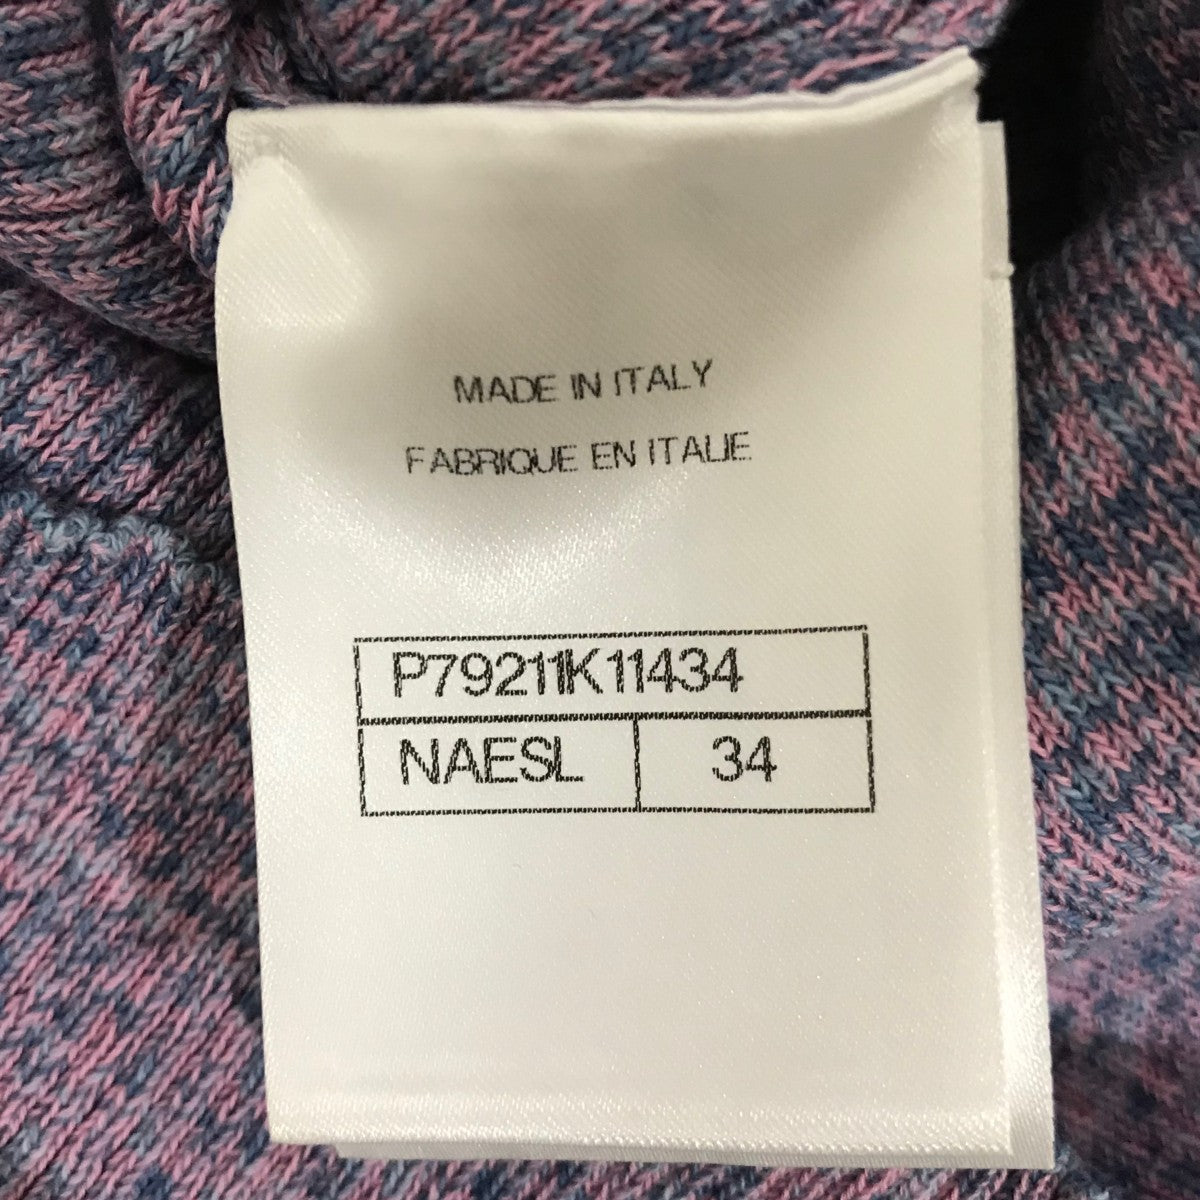 MADE IN ITALY
FABRIQUE EN ITALIE
P79211K11434
NAESL 34